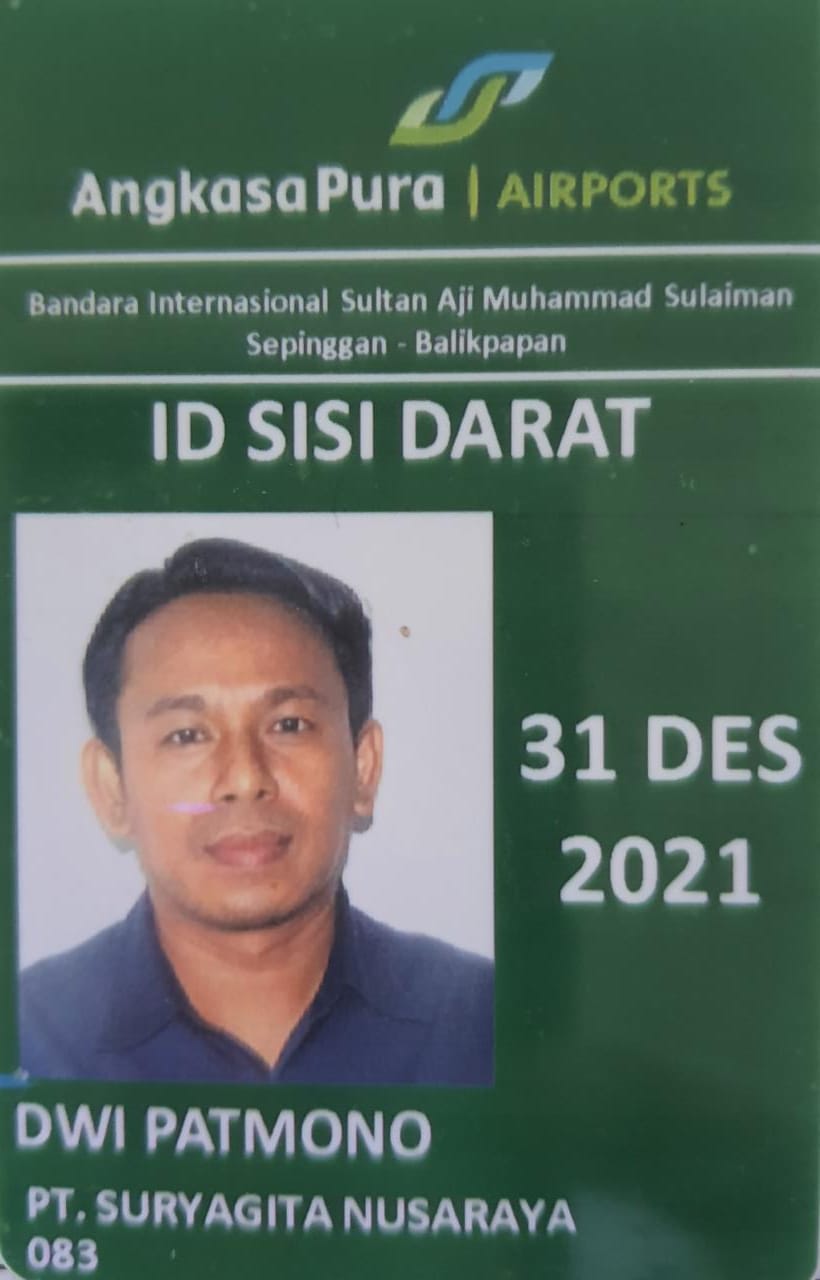 AngkasaPura | AIRPORTS
Bandara Internasional Sultan Aji Muhammad Sulaiman
Sepinggan - Balikpapan
ID SISI DARAT
31 DES
2021
DWI PATMONO
PT. SURYAGITA NUSARAYA
083